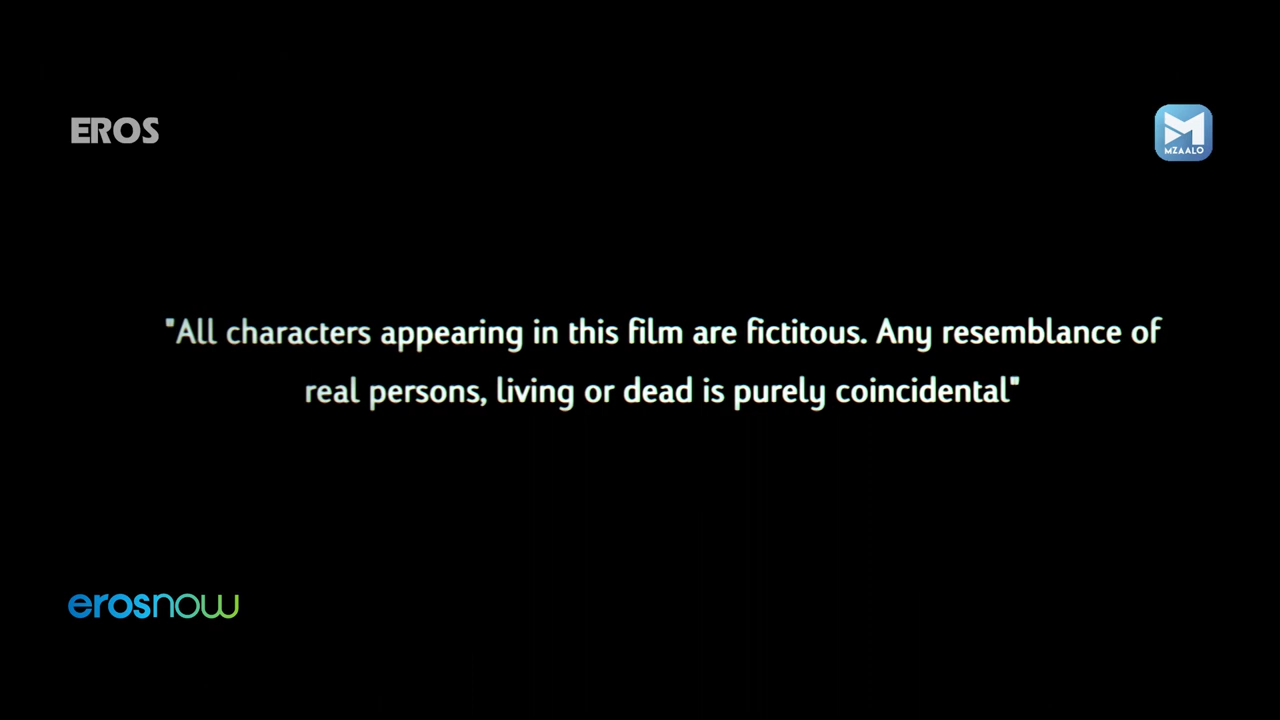 EROS
MZAALO
"All characters appearing in this film are fictitous. Any resemblance of
real persons, living or dead is purely coincidental"
erosnow